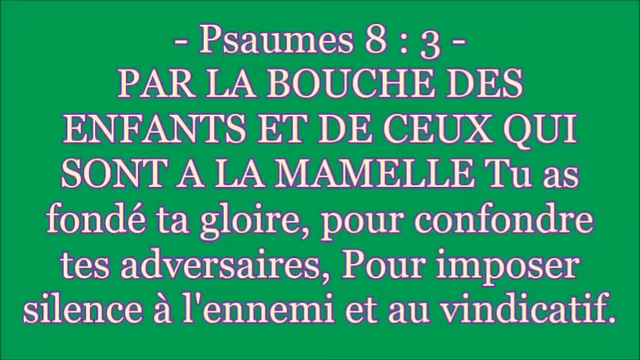 - Psaumes 8 : 3 -
PAR LA BOUCHE DES
ENFANTS ET DE CEUX QUI
SONT A LA MAMELLE Tu as
fondé ta gloire, pour confondre
tes adversaires, Pour imposer
silence à l'ennemi et au vindicatif.